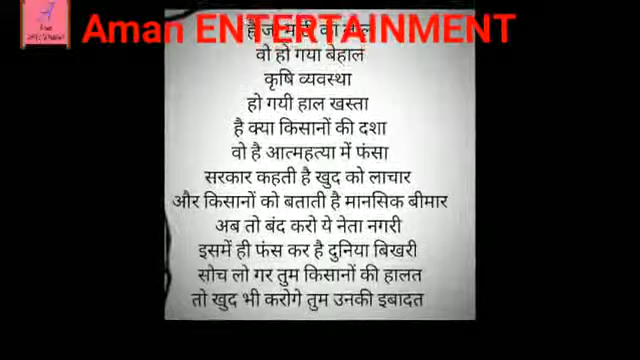 Aman ENTERTAINMENT
वो हो गया बेहाल
कृषि व्यवस्था
हो गयी हाल खस्ता
है क्या किसानों की दशा
वो है आत्महत्या में फंसा
सरकार कहती है खुद को लाचार
और किसानों को बताती है मानसिक बीमार
अब तो बंद करो ये नेता नगरी
इसमें ही फंस कर है दुनिया बिखरी
सोच लो गर तुम किसानों की हालत
तो खुद भी करोगे तुम उनकी इबादत